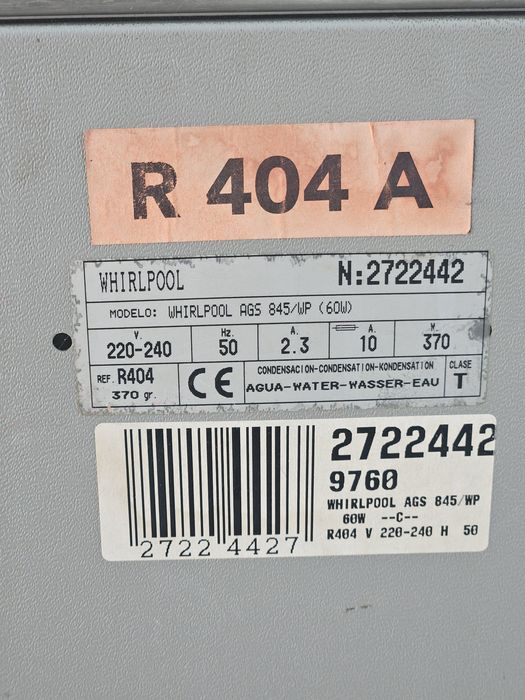 R 404 A
WHIRLPOOL N:2722442
MODELO: WHIRLPOOL AGS 845/WP (60W)
V. Hz. A. A. W.
220-240 50 2.3 10 370
REF. R404
370 gr.
CE
CONDENSACION-CONDENSATION-KONDENSATION
AGUA-WATER-WASSER-EAU
CLASE
T
2722442
9760
WHIRLPOOL AGS 845/WP
60W --C--
R404 V 220-240 H 50
2722 4427